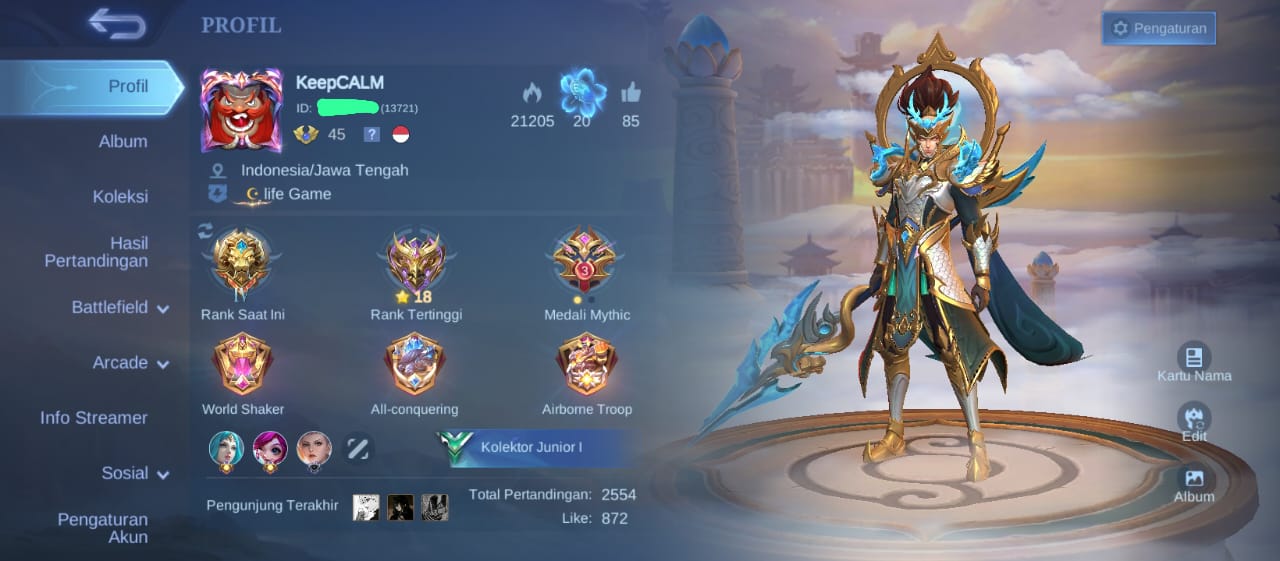 PROFIL
Pengaturan
Profil
Album
Koleksi
Hasil
Pertandingan
Battlefield
Arcade
Info Streamer
Sosial
Pengaturan
Akun
KeepCALM
ID: (13721)
45 ?
21205 20 85
Indonesia/Jawa Tengah
life Game
IV
18
3
Rank Saat Ini
Rank Tertinggi
Medali Mythic
World Shaker
All-conquering
Airborne Troop
Kolektor Junior I
Pengunjung Terakhir
Total Pertandingan: 2554
Like: 872
Kartu Nama
Edit
Album